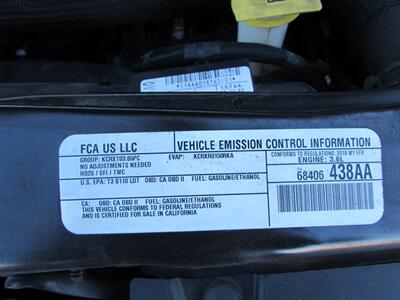 FCA US LLC
VEHICLE EMISSION CONTROL INFORMATION
GROUP: KCRXT03.65PC
EVAP: KCRXR0150RKA
CONFORMS TO REGULATIONS: 2019 MY FFV
NO ADJUSTMENTS NEEDED
ENGINE: 3.6L
HO2S / SFI / TWC
68406 438AA
U.S. EPA: T3 B110 LDT OBD: CA OBD II FUEL: GASOLINE/ETHANOL
CA: OBD: CA OBD II FUEL: GASOLINE/ETHANOL
THIS VEHICLE CONFORMS TO FEDERAL REGULATIONS
AND IS CERTIFIED FOR SALE IN CALIFORNIA